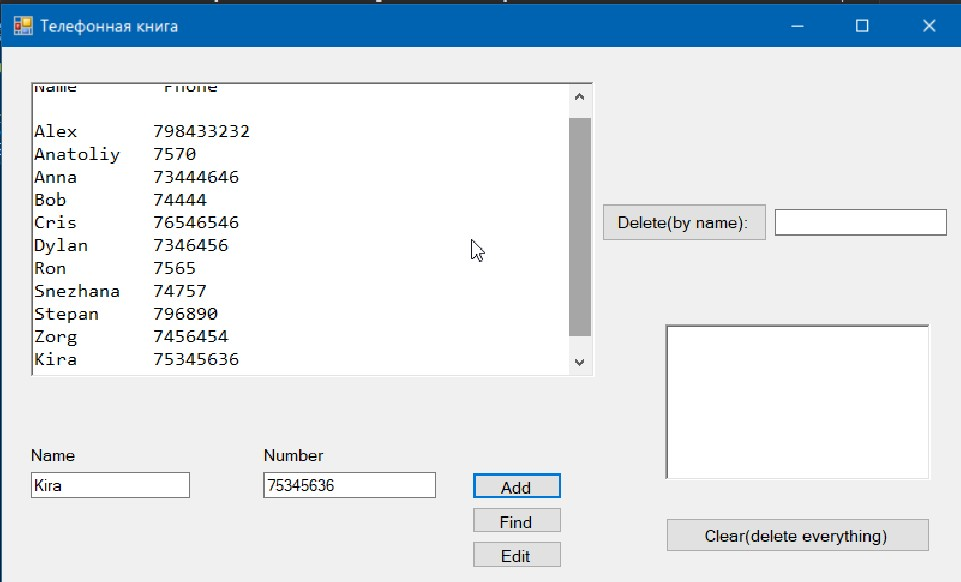 Телефонная книга
Name Phone
Alex 798433232
Anatoliy 7570
Anna 73444646
Bob 74444
Cris 76546546
Dylan 7346456
Ron 7565
Snezhana 74757
Stepan 796890
Zorg 7456454
Kira 75345636
Delete(by name):
Name Number
Kira 75345636
Add
Find
Edit
Clear(delete everything)